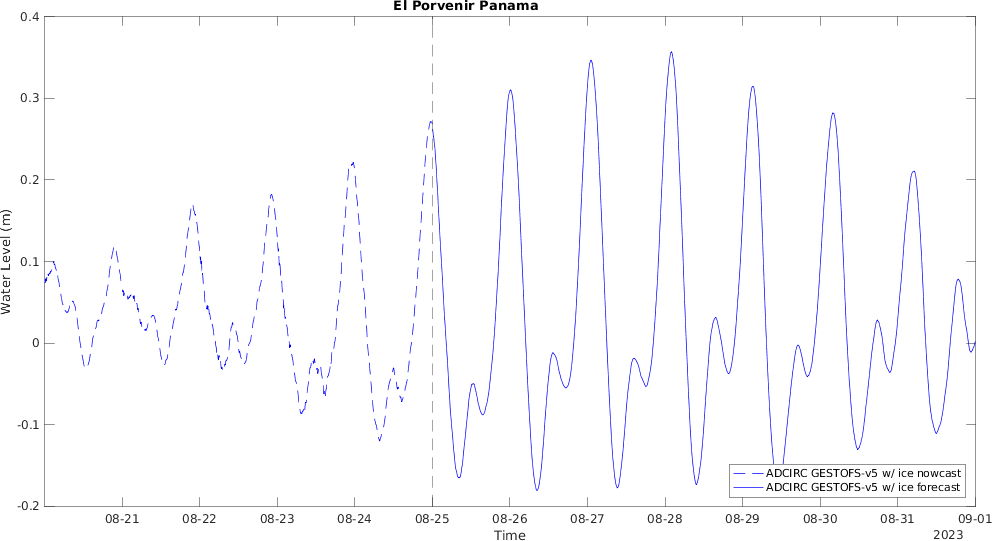 El Porvenir Panama
Water Level (m)
0.4
0.3
0.2
0.1
0
-0.1
-0.2
ADCIRC GESTOFS-v5 w/ ice nowcast
ADCIRC GESTOFS-v5 w/ ice forecast
08-21 08-22 08-23 08-24 08-25 08-26 08-27 08-28 08-29 08-30 08-31 09-01
Time
2023